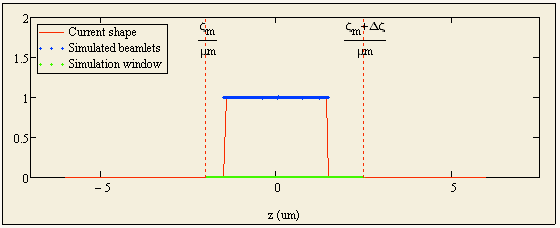 2
ζm
μm
ζm+Δζ
μm
Current shape
Simulated beamlets
Simulation window
1.5
1
0.5
0
−5
0
5
z (um)